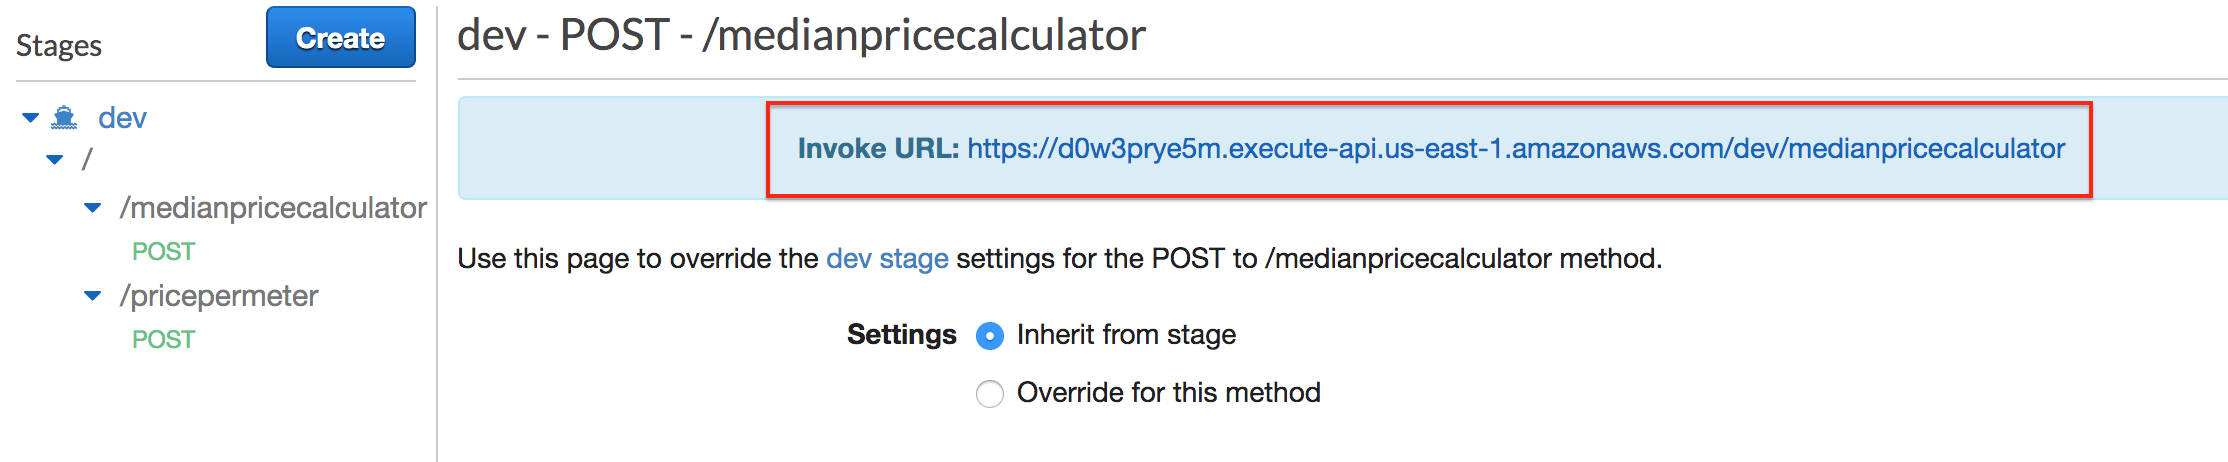 Stages
Create
dev
/
/medianpricecalculator
POST
/pricepermeter
POST
dev - POST - /medianpricecalculator
Invoke URL: https://d0w3prye5m.execute-api.us-east-1.amazonaws.com/dev/medianpricecalculator
Use this page to override the dev stage settings for the POST to /medianpricecalculator method.
Settings Inherit from stage
Override for this method